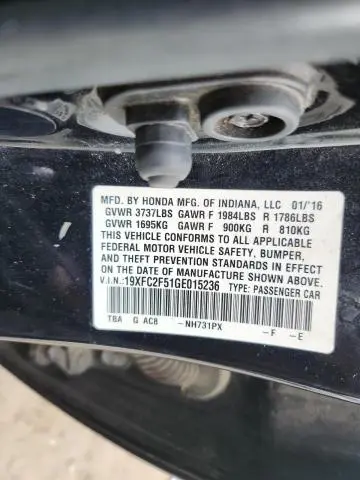 MFD. BY HONDA MFG. OF INDIANA, LLC 01/'16
GVWR 3737LBS GAWR F 1984LBS R 1786LBS
GVWR 1695KG GAWR F 900KG R 810KG
THIS VEHICLE CONFORMS TO ALL APPLICABLE
FEDERAL MOTOR VEHICLE SAFETY, BUMPER,
AND THEFT PREVENTION STANDARDS IN EFFECT
ON THE DATE OF MANUFACTURE SHOWN ABOVE.
V.I.N.: 19XFC2F51GE015236 TYPE: PASSENGER CAR
TBA G AC8 -NH731PX -F -E